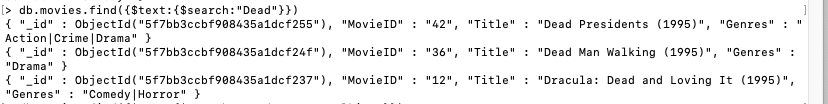 [> db.movies.find({$text:{$search:"Dead"}})
{ "_id" : ObjectId("5f7bb3ccbf908435a1dcf255"), "MovieID" : "42", "Title" : "Dead Presidents (1995)", "Genres" : "
Action|Crime|Drama" }
{ "_id" : ObjectId("5f7bb3ccbf908435a1dcf24f"), "MovieID" : "36", "Title" : "Dead Man Walking (1995)", "Genres" :
"Drama" }
{ "_id" : ObjectId("5f7bb3ccbf908435a1dcf237"), "MovieID" : "12", "Title" : "Dracula: Dead and Loving It (1995)",
"Genres" : "Comedy|Horror" }